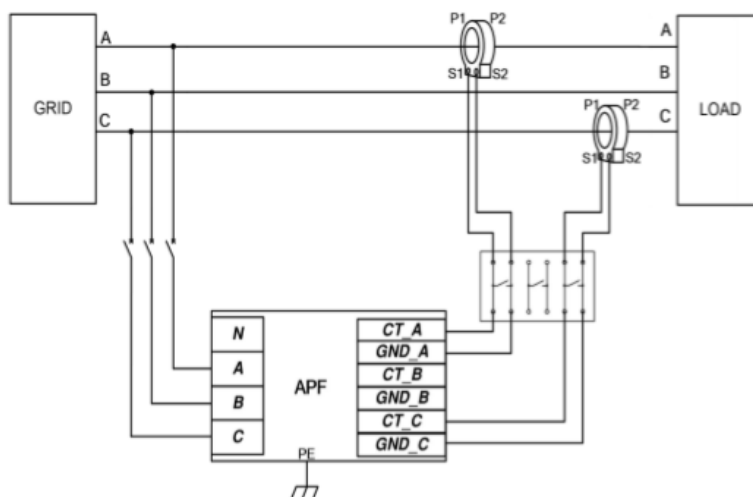 P1 P2
A
A
S1 S2
B
B
P1 P2
GRID
LOAD
C
C
S1 S2
N
CT_A
GND_A
A
CT_B
APF
B
GND_B
CT_C
C
GND_C
PE